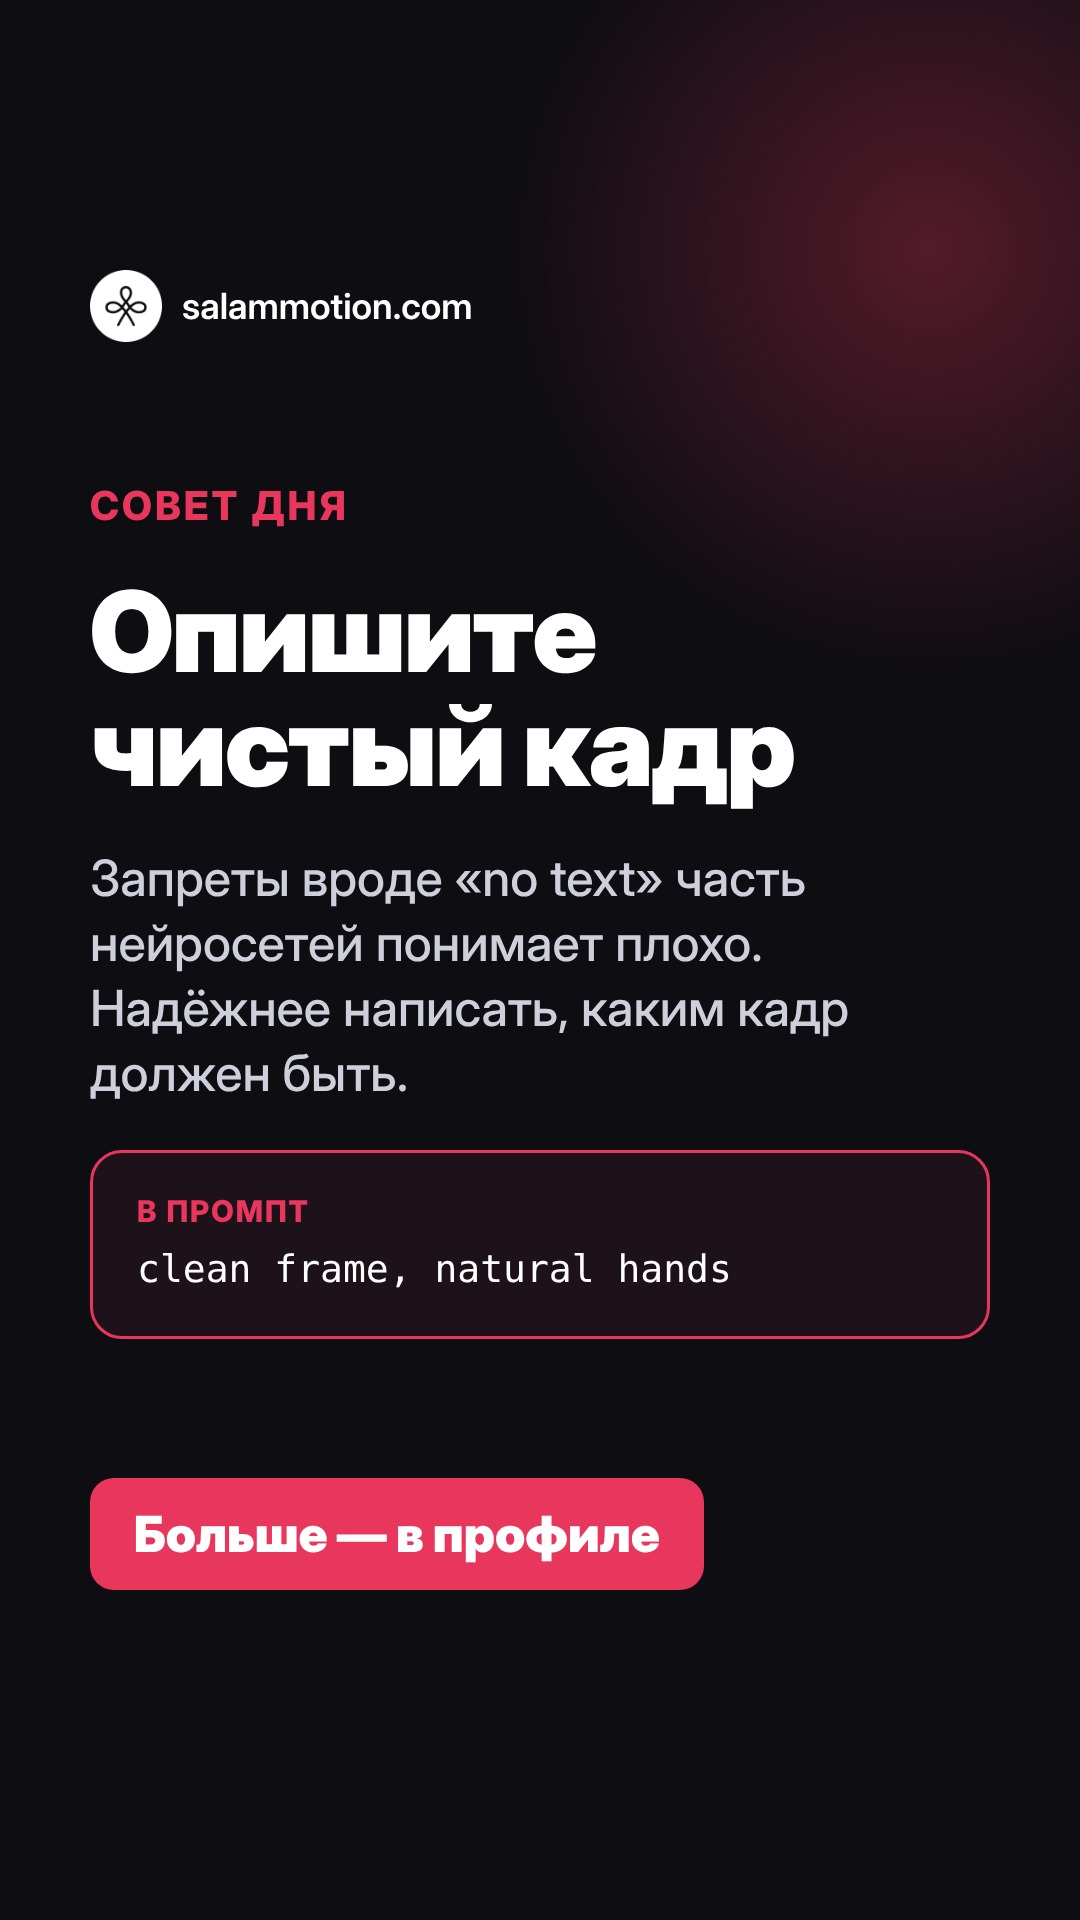 salammotion.com
СОВЕТ ДНЯ
Опишите
чистый кадр
Запреты вроде «no text» часть
нейросетей понимает плохо.
Надёжнее написать, каким кадр
должен быть.
В ПРОМПТ
clean frame, natural hands
Больше — в профиле